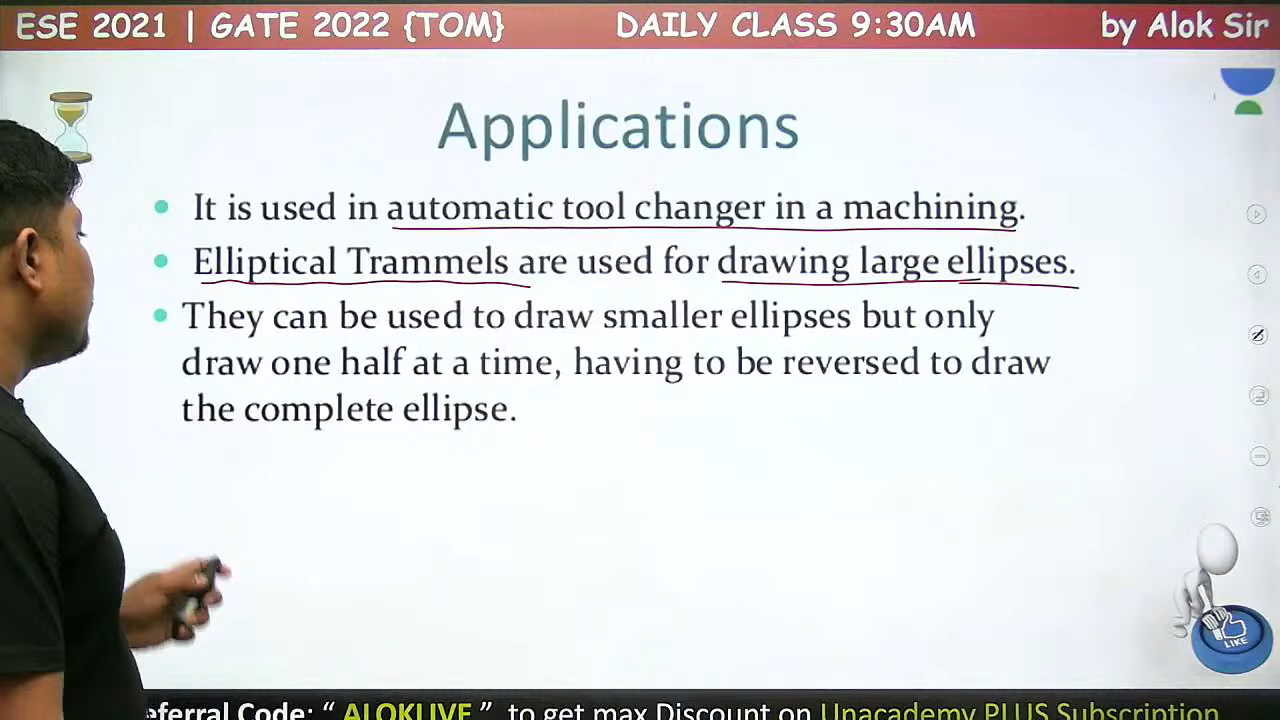 ESE 2021 | GATE 2022 {TOM} DAILY CLASS 9:30AM by Alok Sir
Applications
• It is used in automatic tool changer in a machining.
• Elliptical Trammels are used for drawing large ellipses.
• They can be used to draw smaller ellipses but only
draw one half at a time, having to be reversed to draw
the complete ellipse.
LIKE
eferral Code: “ ALOKLIVE ” to get max Discount on Unacademy PLUS Subscription